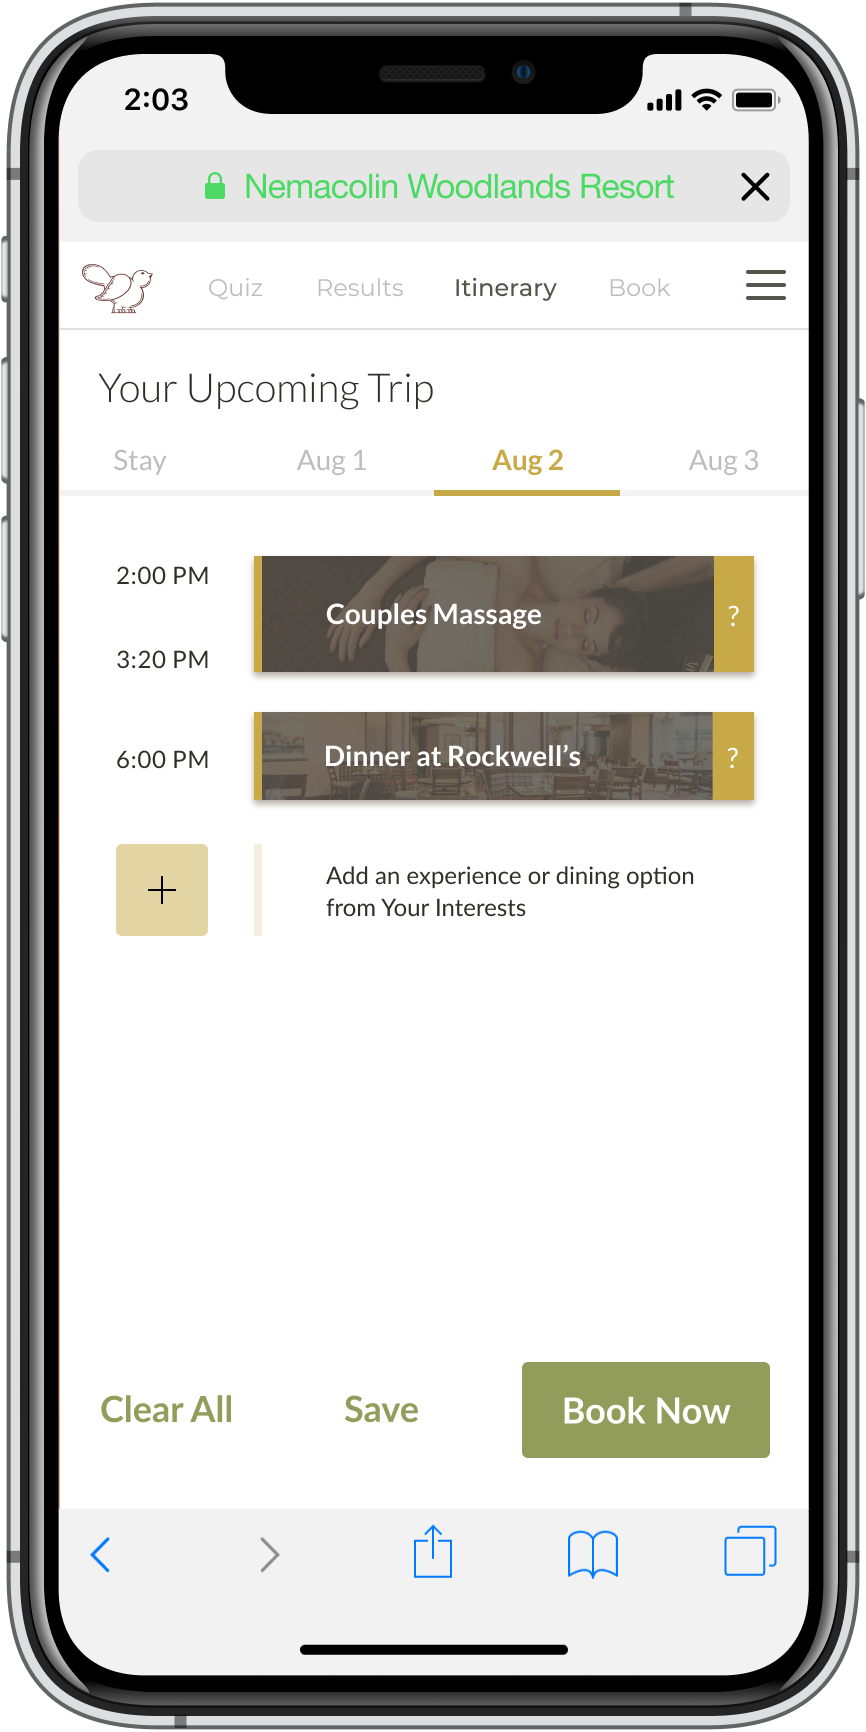 2:03
Nemacolin Woodlands Resort
Quiz Results Itinerary Book
Your Upcoming Trip
Stay Aug 1 Aug 2 Aug 3
2:00 PM
Couples Massage ?
3:20 PM
6:00 PM Dinner at Rockwell’s ?
+ Add an experience or dining option
from Your Interests
Clear All Save Book Now